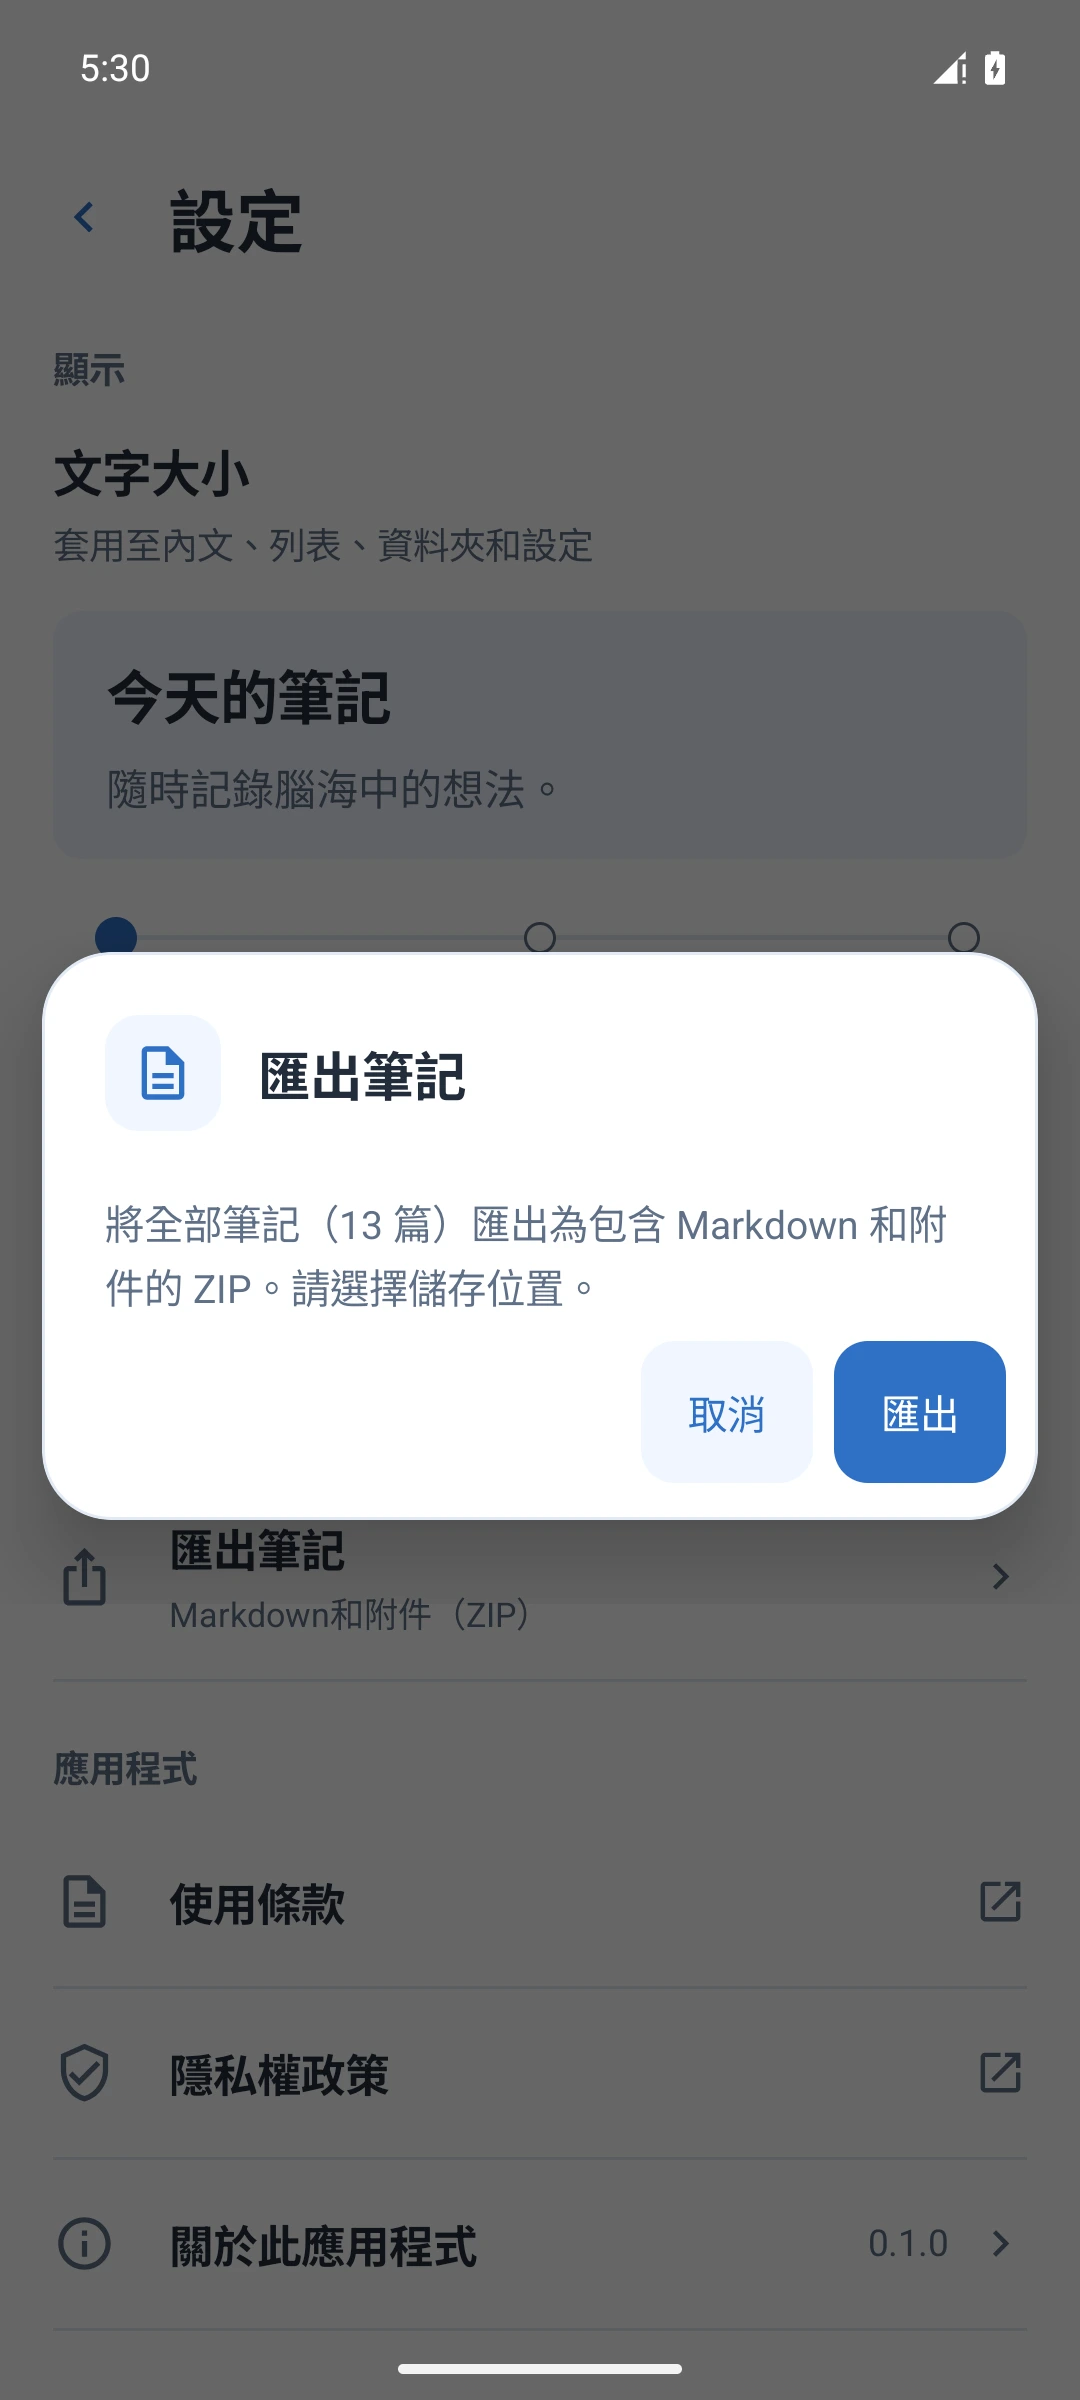 5:30
設定
顯示
文字大小
套用至內文、列表、資料夾和設定
今天的筆記
隨時記錄腦海中的想法。
匯出筆記
將全部筆記（13 篇）匯出為包含 Markdown 和附
件的 ZIP。請選擇儲存位置。
取消
匯出
匯出筆記
Markdown和附件（ZIP）
應用程式
使用條款
隱私權政策
關於此應用程式
0.1.0